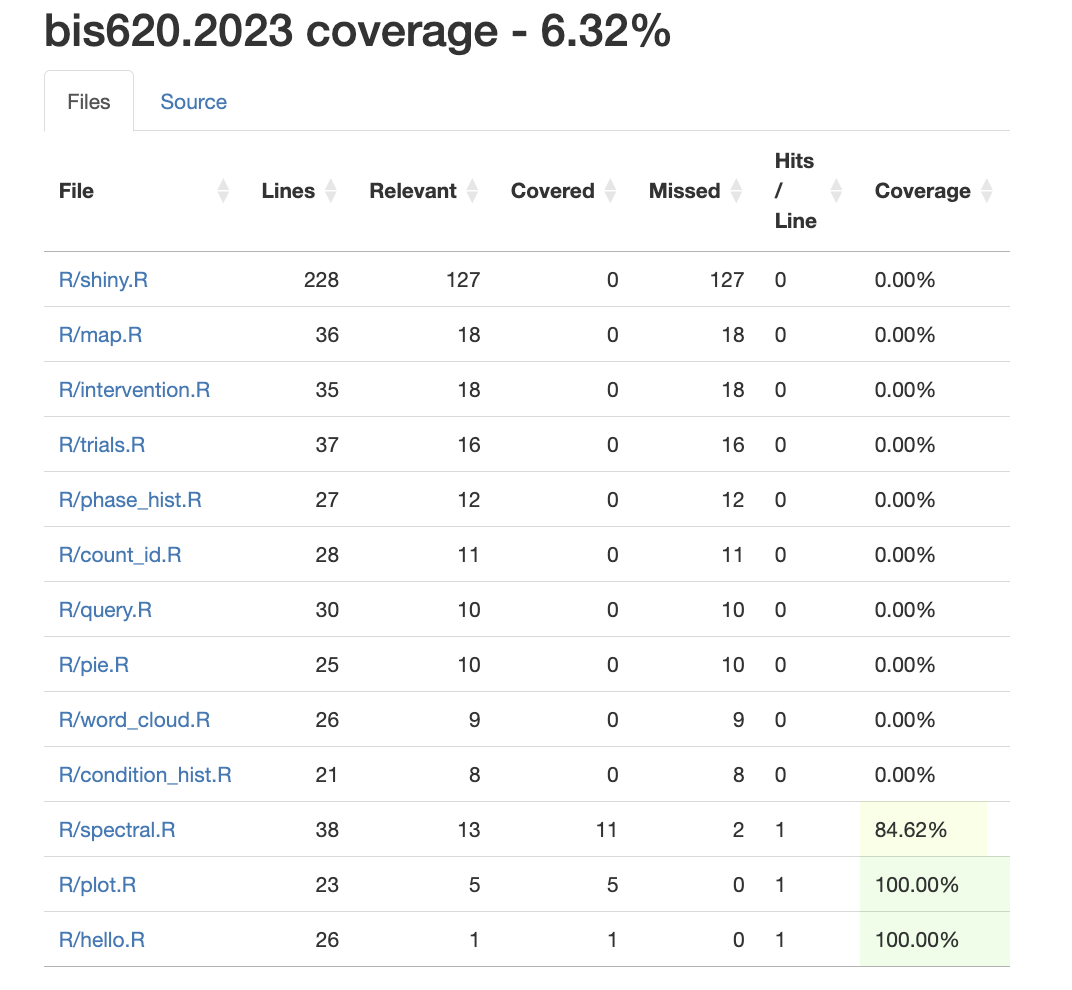 bis620.2023 coverage - 6.32%
Files Source
File Lines Relevant Covered Missed Hits / Line Coverage
R/shiny.R 228 127 0 127 0 0.00%
R/map.R 36 18 0 18 0 0.00%
R/intervention.R 35 18 0 18 0 0.00%
R/trials.R 37 16 0 16 0 0.00%
R/phase_hist.R 27 12 0 12 0 0.00%
R/count_id.R 28 11 0 11 0 0.00%
R/query.R 30 10 0 10 0 0.00%
R/pie.R 25 10 0 10 0 0.00%
R/word_cloud.R 26 9 0 9 0 0.00%
R/condition_hist.R 21 8 0 8 0 0.00%
R/spectral.R 38 13 11 2 1 84.62%
R/plot.R 23 5 5 0 1 100.00%
R/hello.R 26 1 1 0 1 100.00%